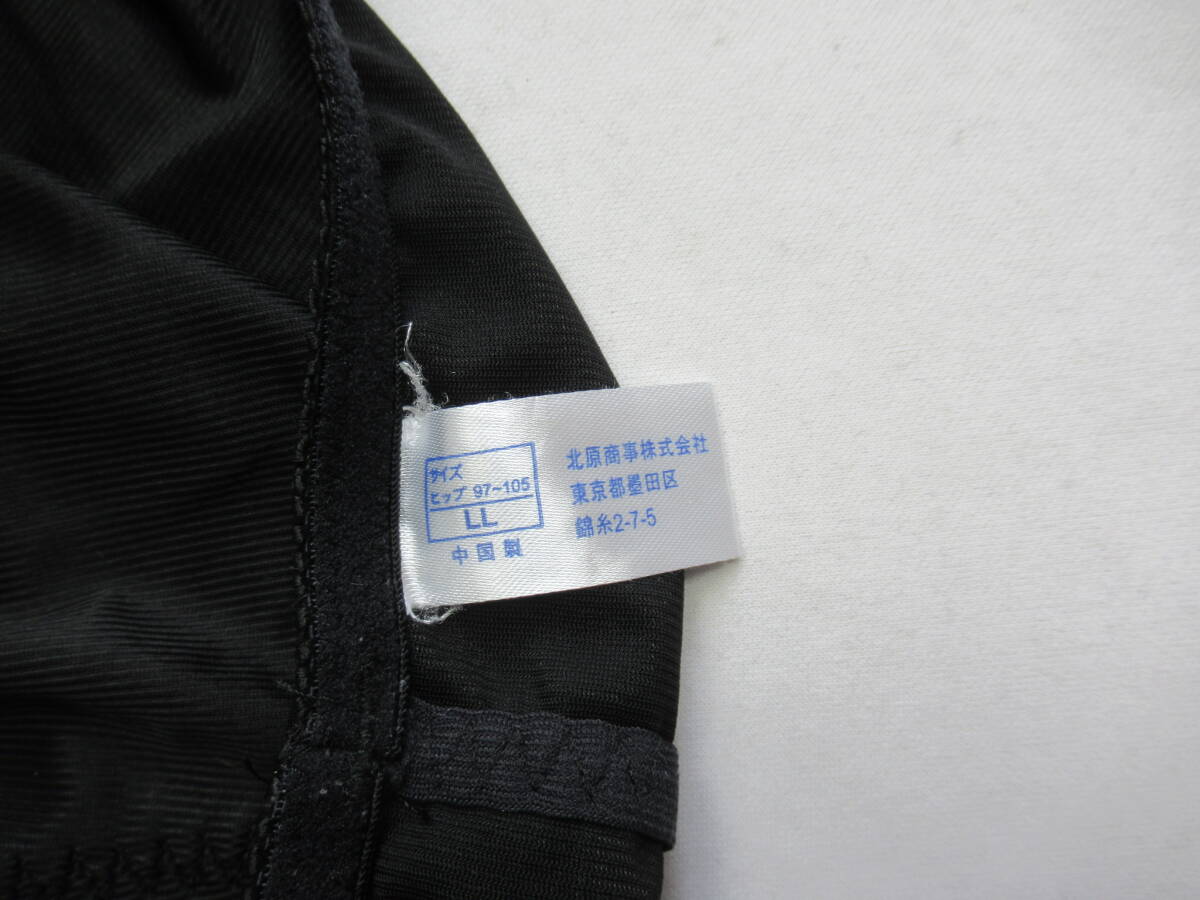 サイズ
ヒップ 97~105
LL
中国製
北原商事株式会社
東京都墨田区
錦糸2-7-5